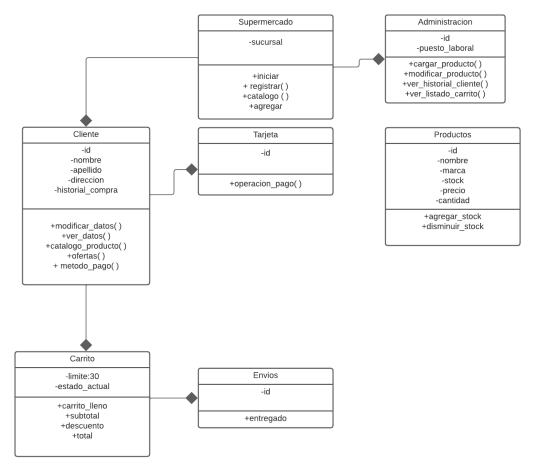 Supermercado
-sucursal
+iniciar
+ registrar( )
+catalogo ( )
+agregar
Administracion
-id
-puesto_laboral
+cargar_producto( )
+modificar_producto( )
+ver_historial_cliente( )
+ver_listado_carrito( )
Cliente
-id
-nombre
-apellido
-direccion
-historial_compra
+modificar_datos( )
+ver_datos( )
+catalogo_producto( )
+ofertas( )
+ metodo_pago( )
Tarjeta
-id
+operacion_pago( )
Productos
-id
-nombre
-marca
-stock
-precio
-cantidad
+agregar_stock
+disminuir_stock
Carrito
-limite:30
-estado_actual
+carrito_lleno
+subtotal
+descuento
+total
Envios
-id
+entregado